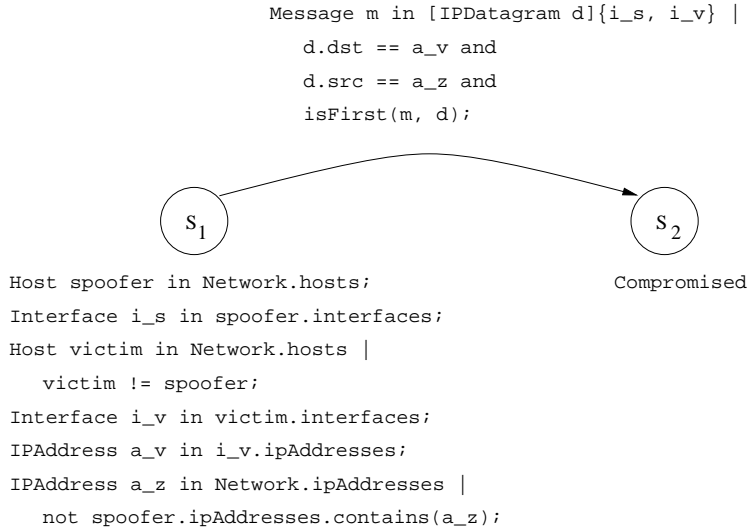 Message m in [IPDatagram d]{i_s, i_v} |
d.dst == a_v and
d.src == a_z and
isFirst(m, d);
S1 S2
Host spoofer in Network.hosts; Compromised
Interface i_s in spoofer.interfaces;
Host victim in Network.hosts |
victim != spoofer;
Interface i_v in victim.interfaces;
IPAddress a_v in i_v.ipAddresses;
IPAddress a_z in Network.ipAddresses |
not spoofer.ipAddresses.contains(a_z);